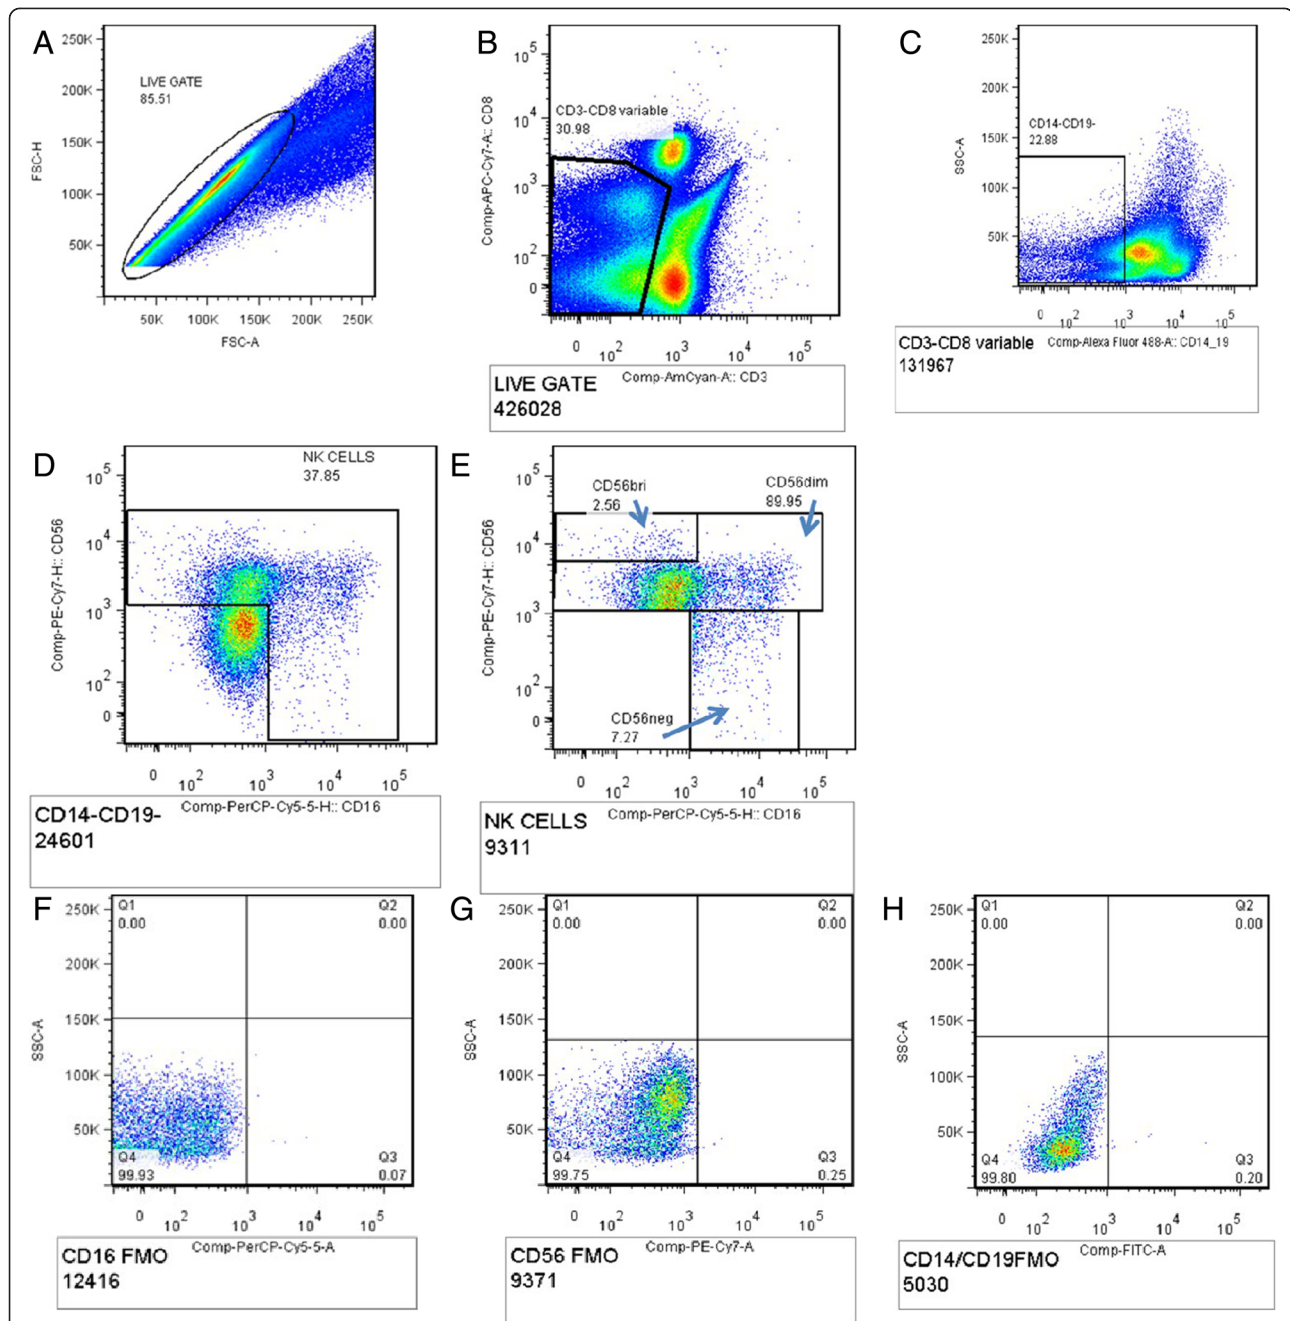 A
250K
200K
150K
100K
50K
FSC-H
LIVE GATE
85.51
50K 100K 150K 200K 250K
FSC-A
B
10^5
10^4
10^3
10^2
0
Comp-APC-Cy7-A:: CD8
CD3-CD8 variable
30.98
0 10^2 10^3 10^4 10^5
Comp-AmCyan-A:: CD3
LIVE GATE
426028
C
250K
200K
150K
100K
50K
SSC-A
CD14-CD19-
22.88
0 10^2 10^3 10^4 10^5
Comp-Alexa Fluor 488-A:: CD14_19
CD3-CD8 variable
131967
D
10^5
10^4
10^3
10^2
0
Comp-PE-Cy7-H:: CD56
NK CELLS
37.85
0 10^2 10^3 10^4 10^5
Comp-PerCP-Cy5-5-H:: CD16
CD14-CD19-
24601
E
10^5
10^4
10^3
10^2
0
Comp-PE-Cy7-H:: CD56
CD56bri
2.56
CD56dim
89.95
CD56neg
7.27
0 10^2 10^3 10^4 10^5
Comp-PerCP-Cy5-5-H:: CD16
NK CELLS
9311
F
250K
200K
150K
100K
50K
SSC-A
Q1
0.00
Q2
0.00
Q4
99.93
Q3
0.07
0 10^2 10^3 10^4 10^5
Comp-PerCP-Cy5-5-A
CD16 FMO
12416
G
250K
200K
150K
100K
50K
SSC-A
Q1
0.00
Q2
0.00
Q4
99.75
Q3
0.25
0 10^2 10^3 10^4 10^5
Comp-PE-Cy7-A
CD56 FMO
9371
H
250K
200K
150K
100K
50K
SSC-A
Q1
0.00
Q2
0.00
Q4
99.80
Q3
0.20
0 10^2 10^3 10^4 10^5
Comp-FITC-A
CD14/CD19FMO
5030